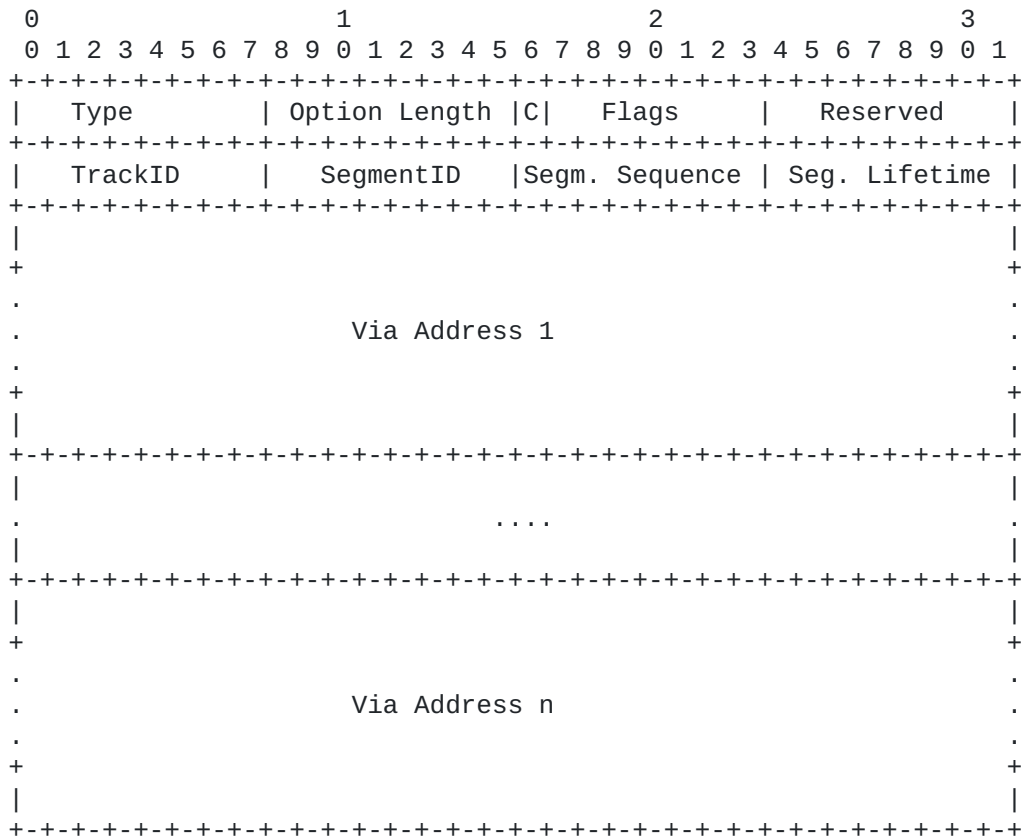 0                   1                   2                   3
0 1 2 3 4 5 6 7 8 9 0 1 2 3 4 5 6 7 8 9 0 1 2 3 4 5 6 7 8 9 0 1
+-+-+-+-+-+-+-+-+-+-+-+-+-+-+-+-+-+-+-+-+-+-+-+-+-+-+-+-+-+-+-+-+
|   Type        | Option Length |C|   Flags     |   Reserved    |
+-+-+-+-+-+-+-+-+-+-+-+-+-+-+-+-+-+-+-+-+-+-+-+-+-+-+-+-+-+-+-+-+
|   TrackID     |   SegmentID   |Segm. Sequence | Seg. Lifetime |
+-+-+-+-+-+-+-+-+-+-+-+-+-+-+-+-+-+-+-+-+-+-+-+-+-+-+-+-+-+-+-+-+
|                                                               |
+                                                               +
.                                                               .
.                     Via Address 1                             .
.                                                               .
+                                                               +
|                                                               |
+-+-+-+-+-+-+-+-+-+-+-+-+-+-+-+-+-+-+-+-+-+-+-+-+-+-+-+-+-+-+-+-+
|                                                               |
.                              ....                             .
|                                                               |
+-+-+-+-+-+-+-+-+-+-+-+-+-+-+-+-+-+-+-+-+-+-+-+-+-+-+-+-+-+-+-+-+
|                                                               |
+                                                               +
.                                                               .
.                     Via Address n                             .
.                                                               .
+                                                               +
|                                                               |
+-+-+-+-+-+-+-+-+-+-+-+-+-+-+-+-+-+-+-+-+-+-+-+-+-+-+-+-+-+-+-+-+